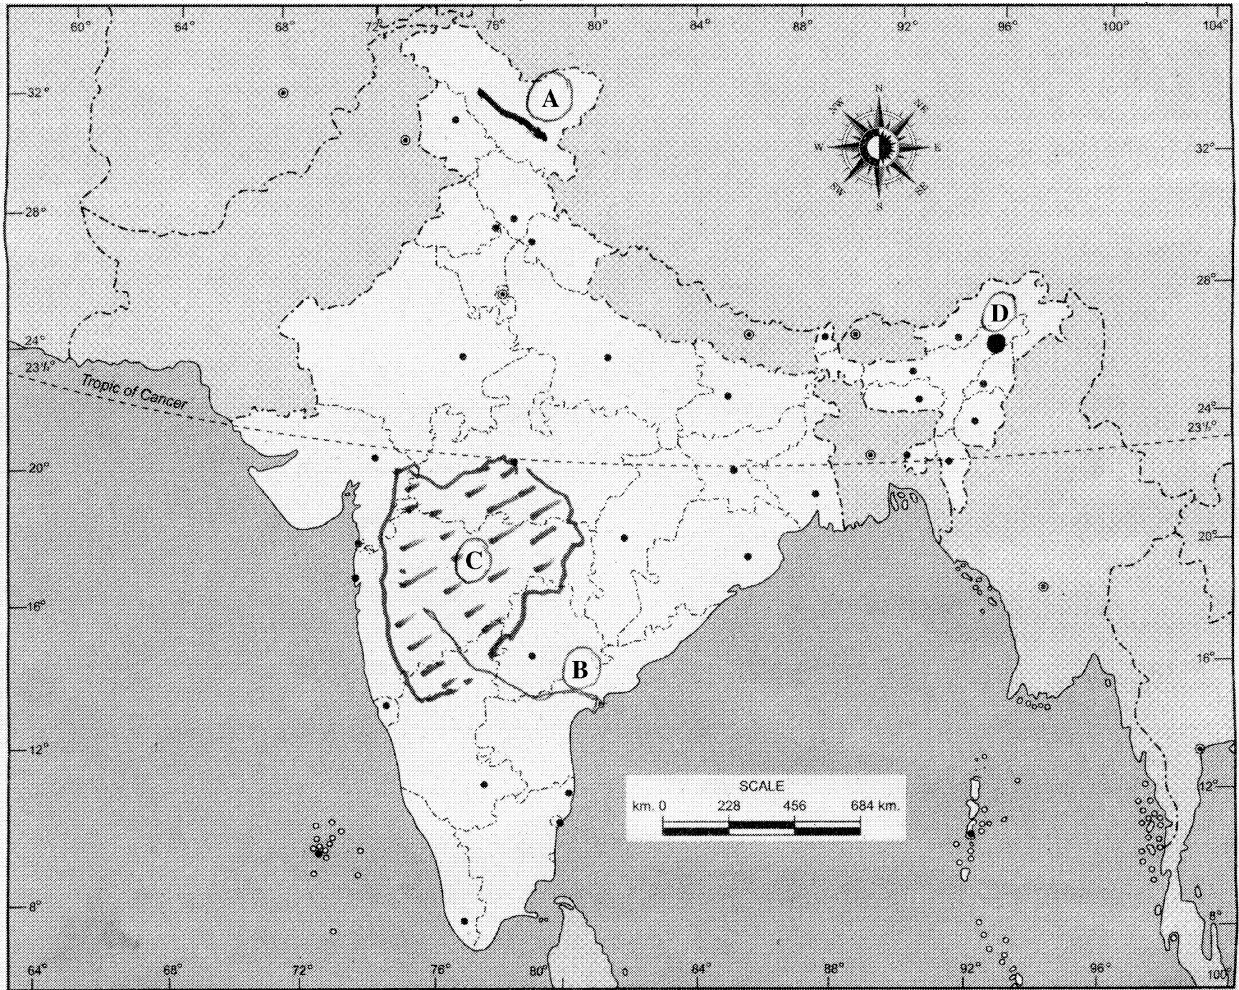 60° 64° 68° 72° 76° 80° 84° 88° 92° 96° 100° 104°
A
32°
N
NW NE
W E
SW SE
S
32°
28°
28°
D
24°
23½°
Tropic of Cancer
24°
23½°
20°
C
20°
16°
B
16°
12°
SCALE
km. 0 228 456 684 km.
12°
8°
8°
64° 68° 72° 76° 80° 0 84° 88° 92° 96° 100°